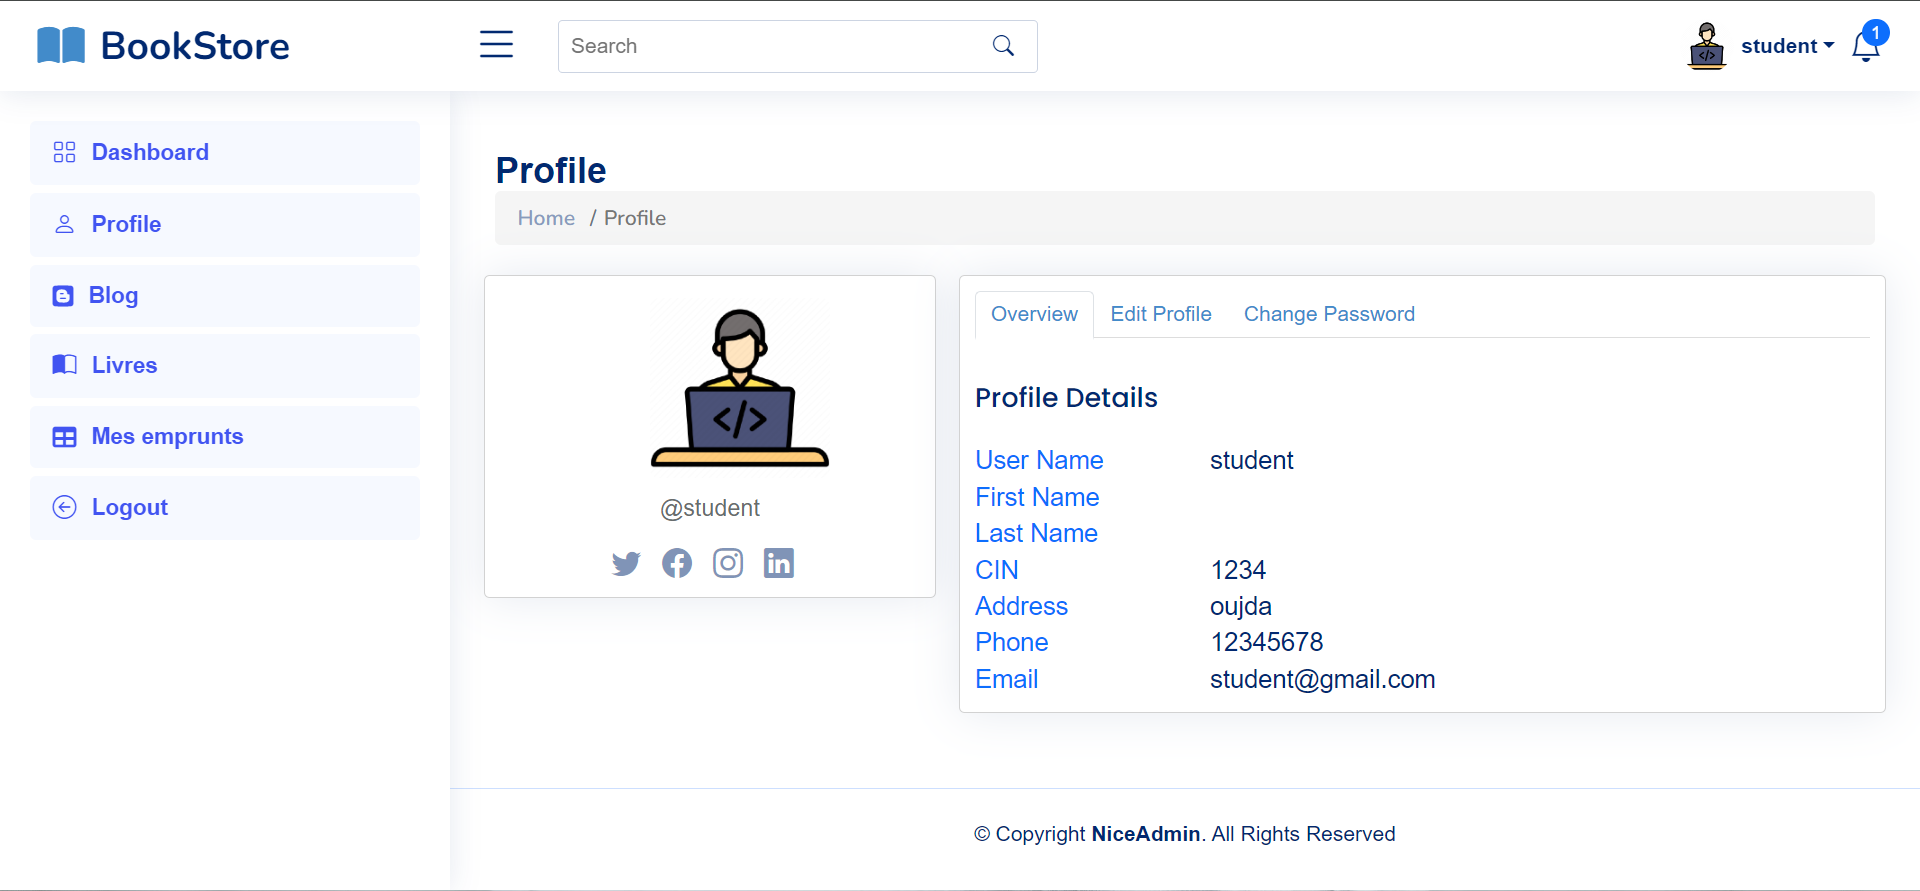 BookStore
Search
student
1
Dashboard
Profile
Blog
Livres
Mes emprunts
Logout
Profile
Home / Profile
</>
@student
Overview Edit Profile Change Password
Profile Details
User Name student
First Name
Last Name
CIN 1234
Address oujda
Phone 12345678
Email student@gmail.com
© Copyright NiceAdmin. All Rights Reserved